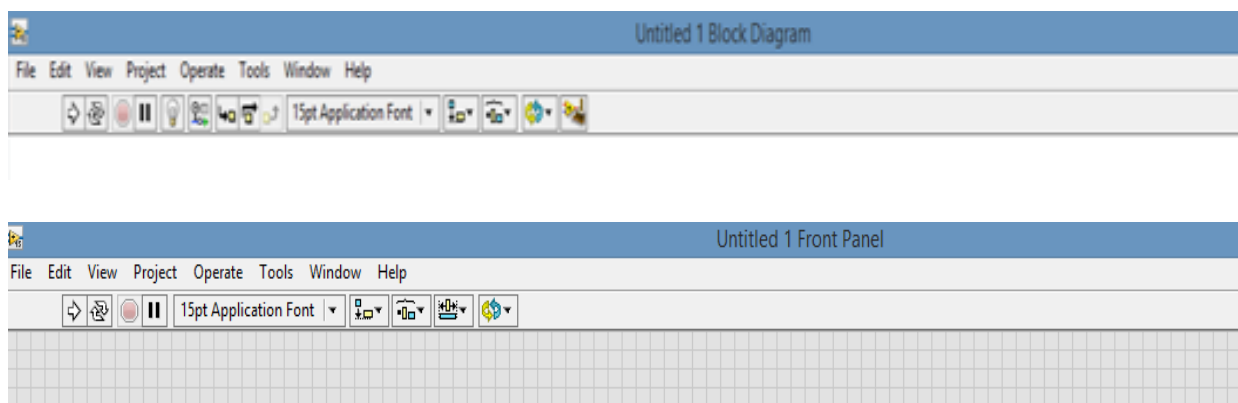 Untitled 1 Block Diagram
File Edit View Project Operate Tools Window Help
15pt Application Font
Untitled 1 Front Panel
File Edit View Project Operate Tools Window Help
15pt Application Font